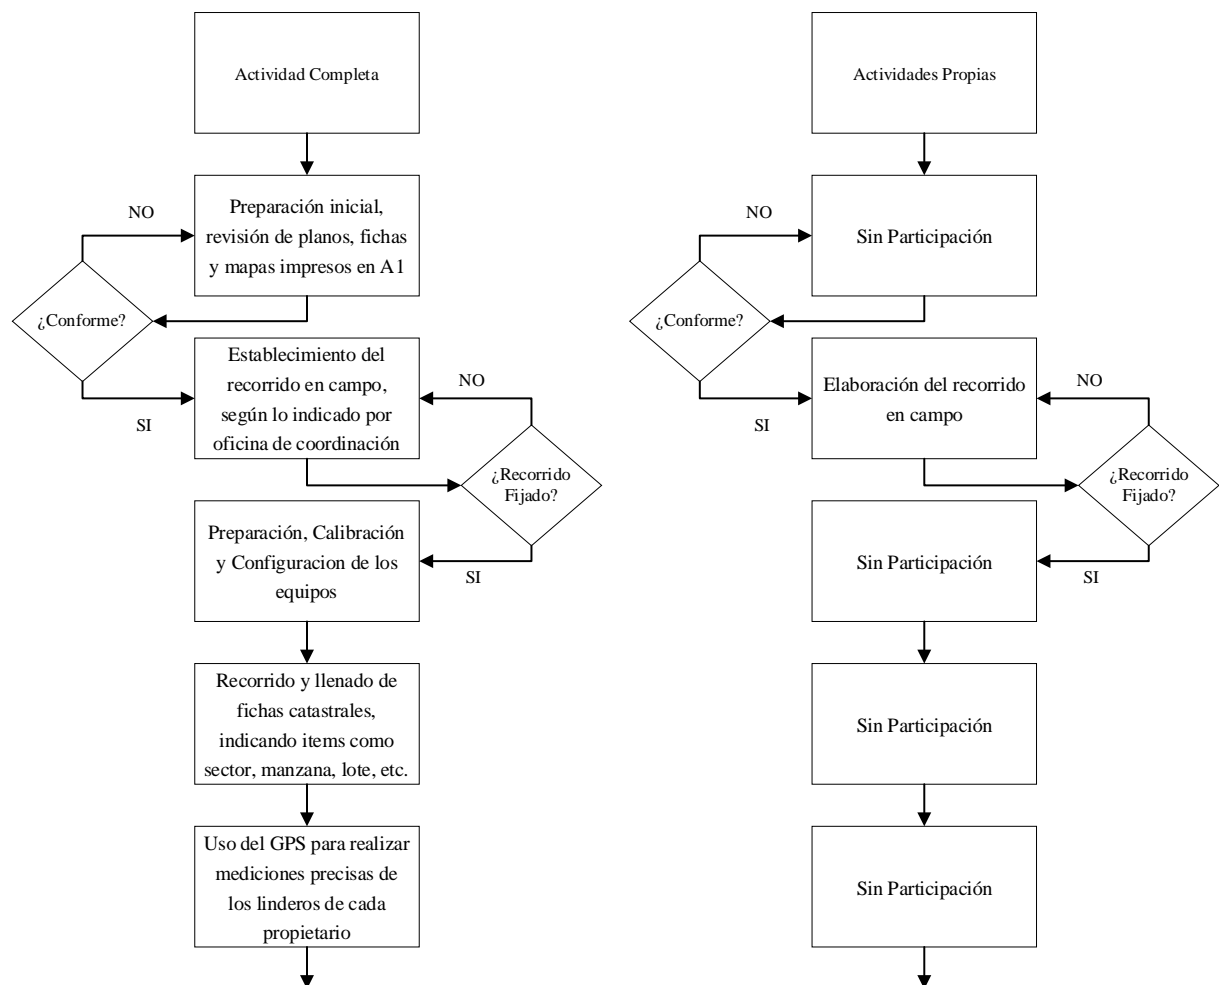 Actividad Completa
NO
Preparación inicial,
revisión de planos, fichas
y mapas impresos en A1
¿Conforme?
SI
Establecimiento del
recorrido en campo,
según lo indicado por
oficina de coordinación
NO
¿Recorrido
Fijado?
SI
Preparación, Calibración
y Configuracion de los
equipos
Recorrido y llenado de
fichas catastrales,
indicando items como
sector, manzana, lote, etc.
Uso del GPS para realizar
mediciones precisas de
los linderos de cada
propietario
Actividades Propias
NO
Sin Participación
¿Conforme?
SI
Elaboración del recorrido
en campo
NO
¿Recorrido
Fijado?
SI
Sin Participación
Sin Participación
Sin Participación